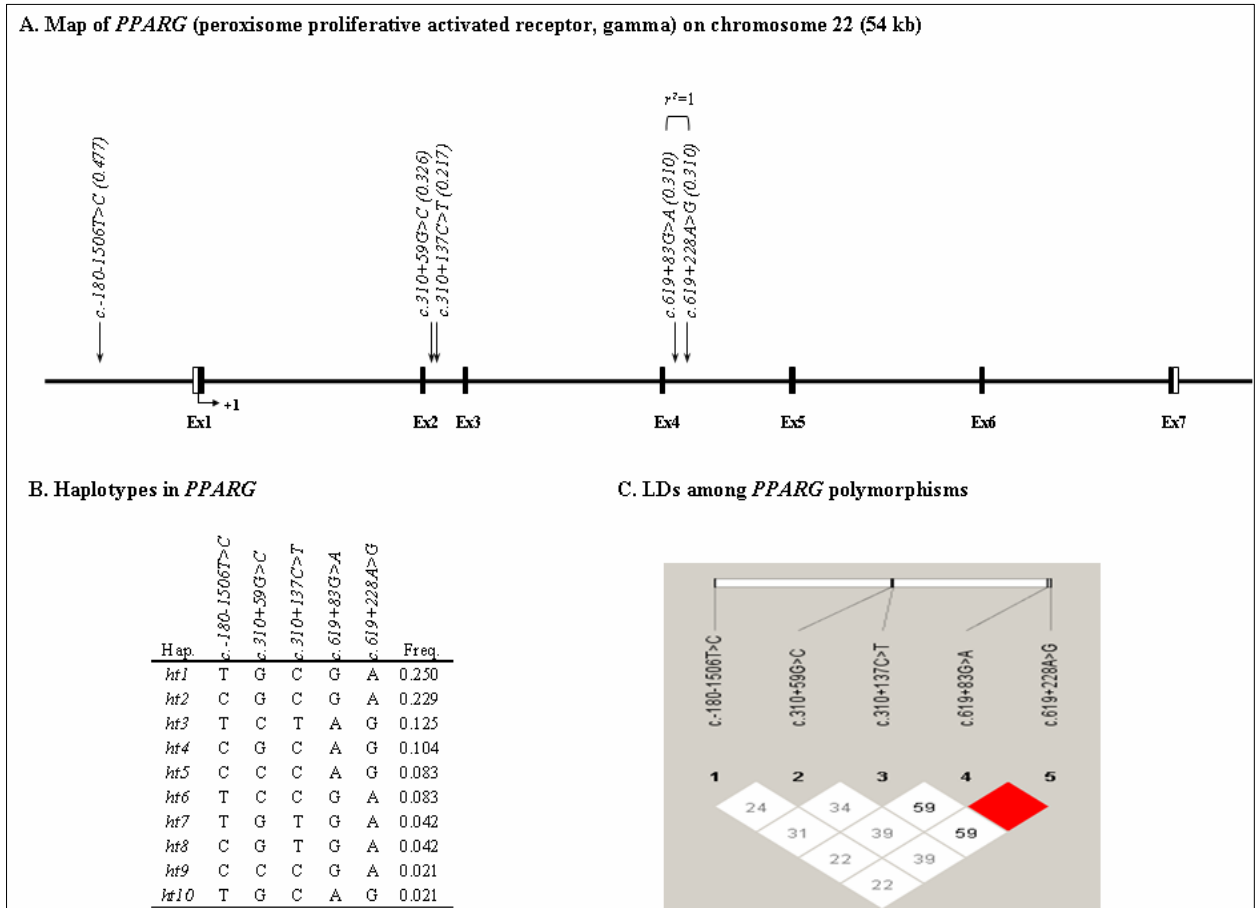 A. Map of PPARG (peroxisome proliferative activated receptor, gamma) on chromosome 22 (54 kb)
r²=1
c.-180-1506T>C (0.477)
c.310+59G>C (0.326)
c.310+137C>T (0.217)
c.619+83G>A (0.310)
c.619+228A>G (0.310)
+1
Ex1 Ex2 Ex3 Ex4 Ex5 Ex6 Ex7
B. Haplotypes in PPARG
Hap. c.-180-1506T>C c.310+59G>C c.310+137C>T c.619+83G>A c.619+228A>G Freq.
ht1 T G C G A 0.250
ht2 C G C G A 0.229
ht3 T C T A G 0.125
ht4 C G C A G 0.104
ht5 C C C A G 0.083
ht6 T C C G A 0.083
ht7 T G T G A 0.042
ht8 C G T G A 0.042
ht9 C C C G A 0.021
ht10 T G C A G 0.021
C. LDs among PPARG polymorphisms
c.-180-1506T>C
c.310+59G>C
c.310+137C>T
c.619+83G>A
c.619+228A>G
1 2 3 4 5
24 34 59
31 39 59
22 39
22